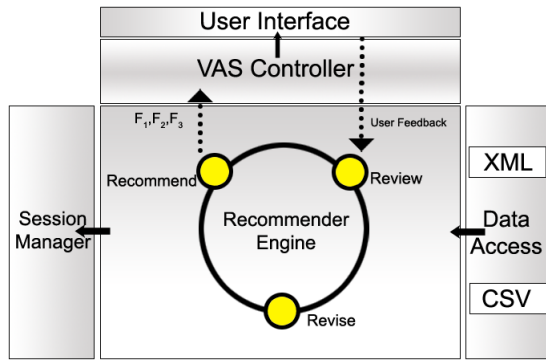 User Interface
VAS Controller
F₁,F₂,F₃
User Feedback
Recommend
Review
XML
Session
Manager
Recommender
Engine
Data
Access
CSV
Revise